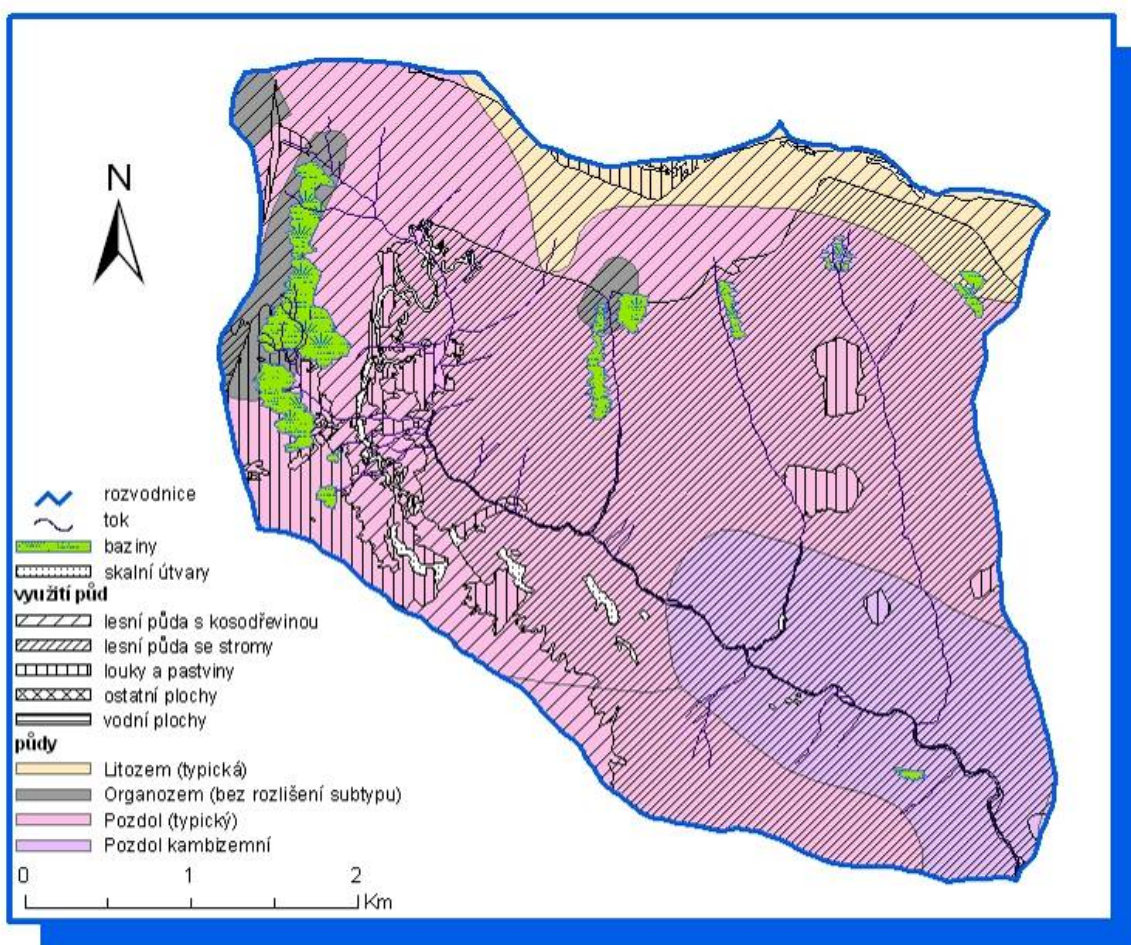 N
rozvodnice
tok
baziny
skalní útvary
využití půd
lesní půda s kosodřevinou
lesní půda se stromy
louky a pastviny
ostatní plochy
vodní plochy
půdy
Litozem (typická)
Organozem (bez rozlišení subtypu)
Pozdol (typický)
Pozdol kambizemní
0 1 2
Km